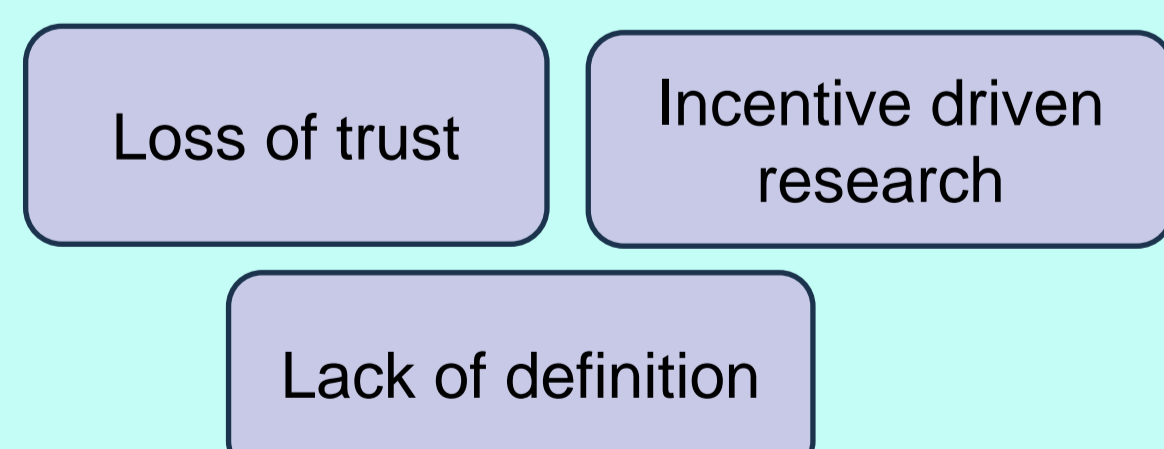 Loss of trust
Incentive driven
research
Lack of definition